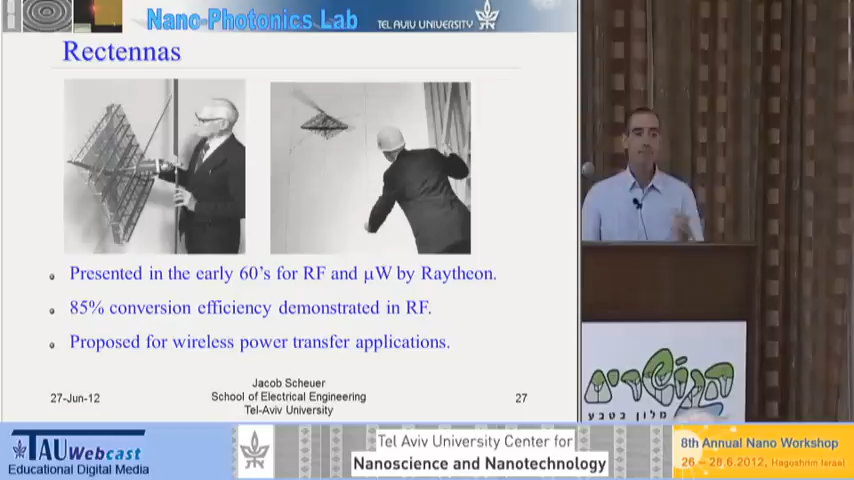 Nano-Photonics Lab
TEL AVIV UNIVERSITY
Rectennas
Presented in the early 60's for RF and µW by Raytheon.
85% conversion efficiency demonstrated in RF.
Proposed for wireless power transfer applications.
27-Jun-12
Jacob Scheuer
School of Electrical Engineering
Tel-Aviv University
27
הגושרים
מלון בטבע
TAU Webcast
Educational Digital Media
Tel Aviv University Center for
Nanoscience and Nanotechnology
8th Annual Nano Workshop
26 – 28.6.2012, Hagoshrim Israel